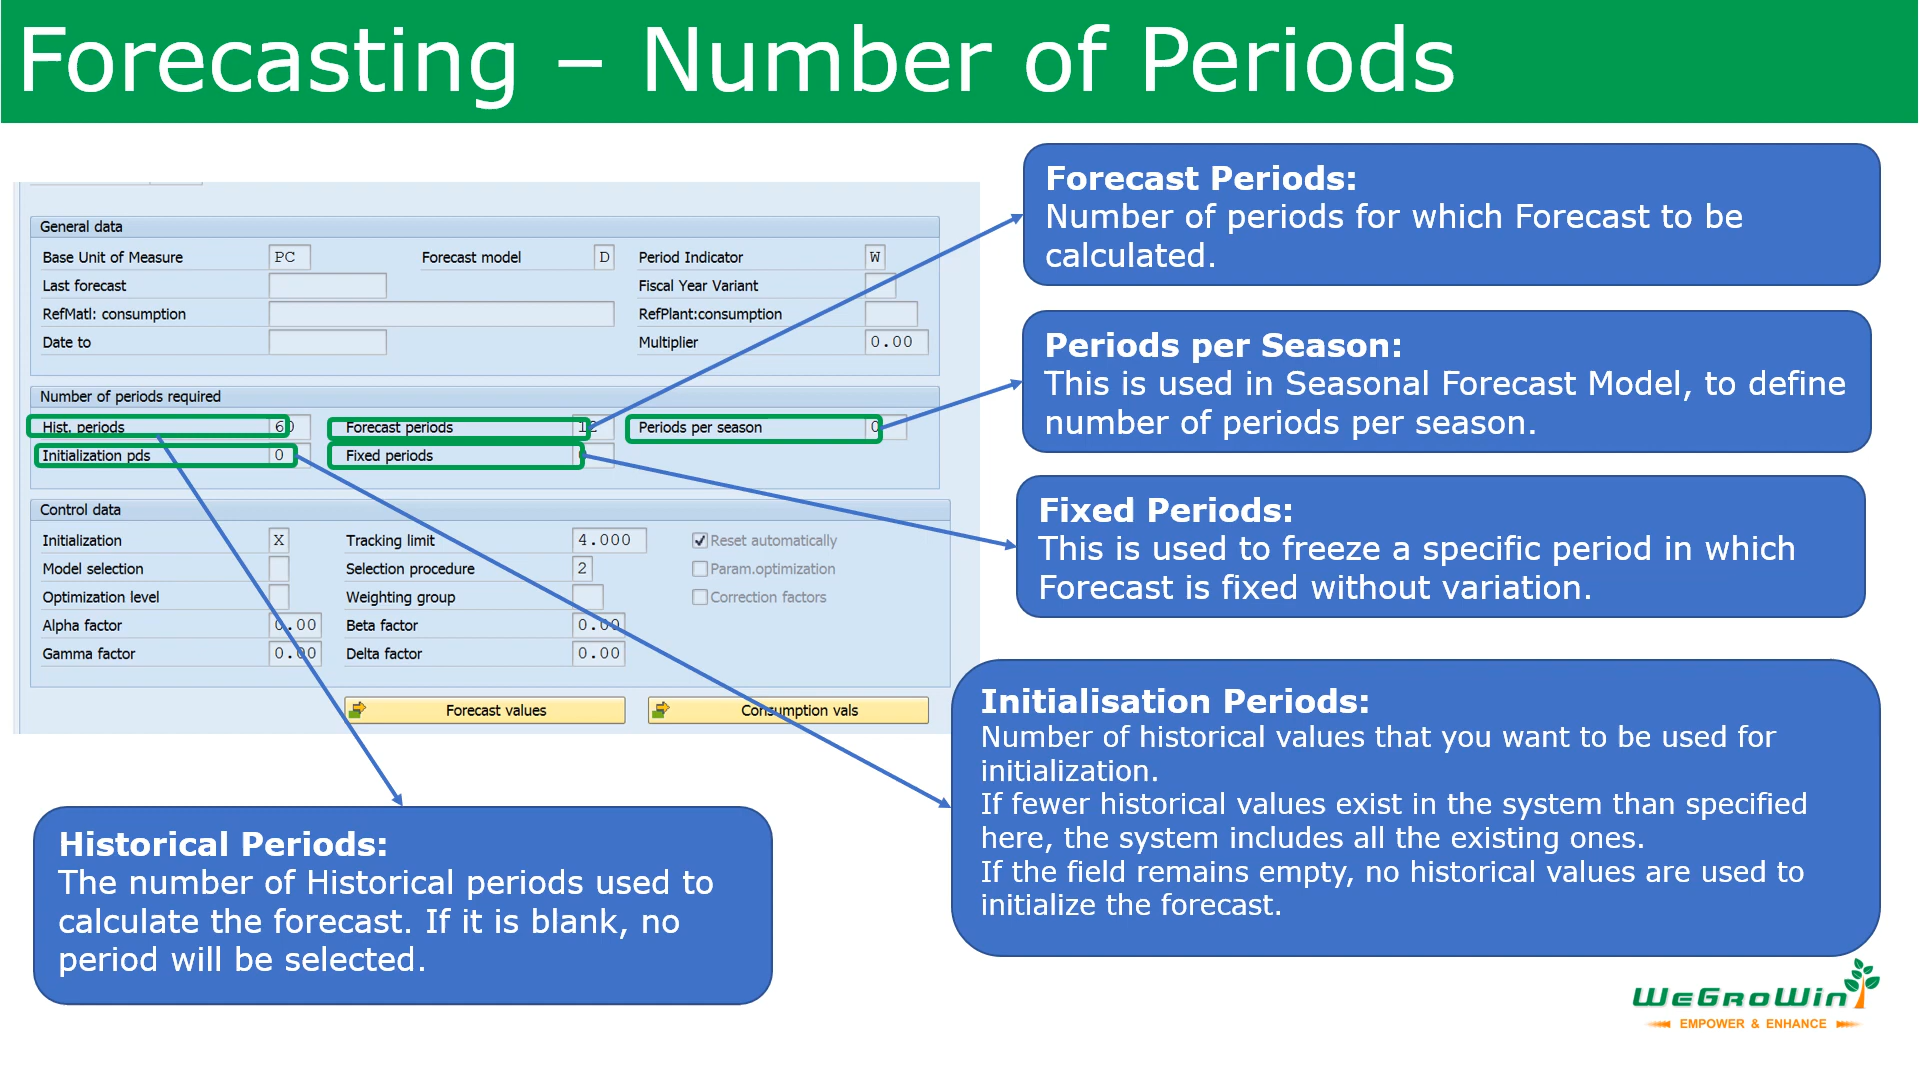 Forecasting – Number of Periods
General data
Base Unit of Measure PC Forecast model D Period Indicator W
Last forecast Fiscal Year Variant
RefMatl: consumption RefPlant:consumption
Date to Multiplier 0.00
Number of periods required
Hist. periods 60 Forecast periods 12 Periods per season 0
Initialization pds 0 Fixed periods
Control data
Initialization X Tracking limit 4.000 Reset automatically
Model selection Selection procedure 2 Param.optimization
Optimization level Weighting group Correction factors
Alpha factor 0.00 Beta factor 0.00
Gamma factor 0.00 Delta factor 0.00
Forecast values Consumption vals
Forecast Periods:
Number of periods for which Forecast to be
calculated.
Periods per Season:
This is used in Seasonal Forecast Model, to define
number of periods per season.
Fixed Periods:
This is used to freeze a specific period in which
Forecast is fixed without variation.
Initialisation Periods:
Number of historical values that you want to be used for
initialization.
If fewer historical values exist in the system than specified
here, the system includes all the existing ones.
If the field remains empty, no historical values are used to
initialize the forecast.
Historical Periods:
The number of Historical periods used to
calculate the forecast. If it is blank, no
period will be selected.
WeGroWin
EMPOWER & ENHANCE